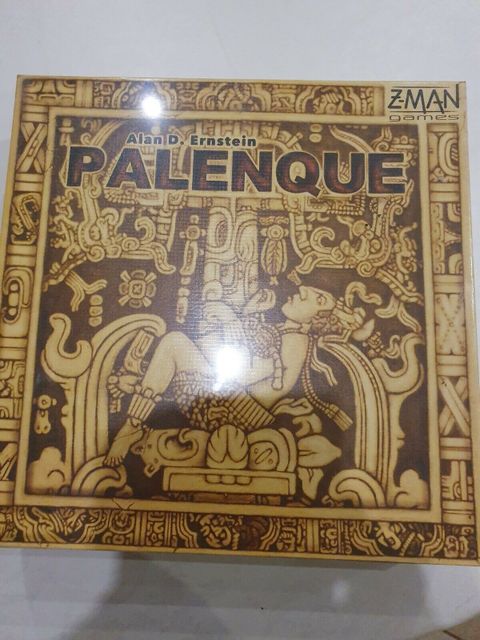 Z-MAN
games
Alan D. Ernstein
PALENQUE